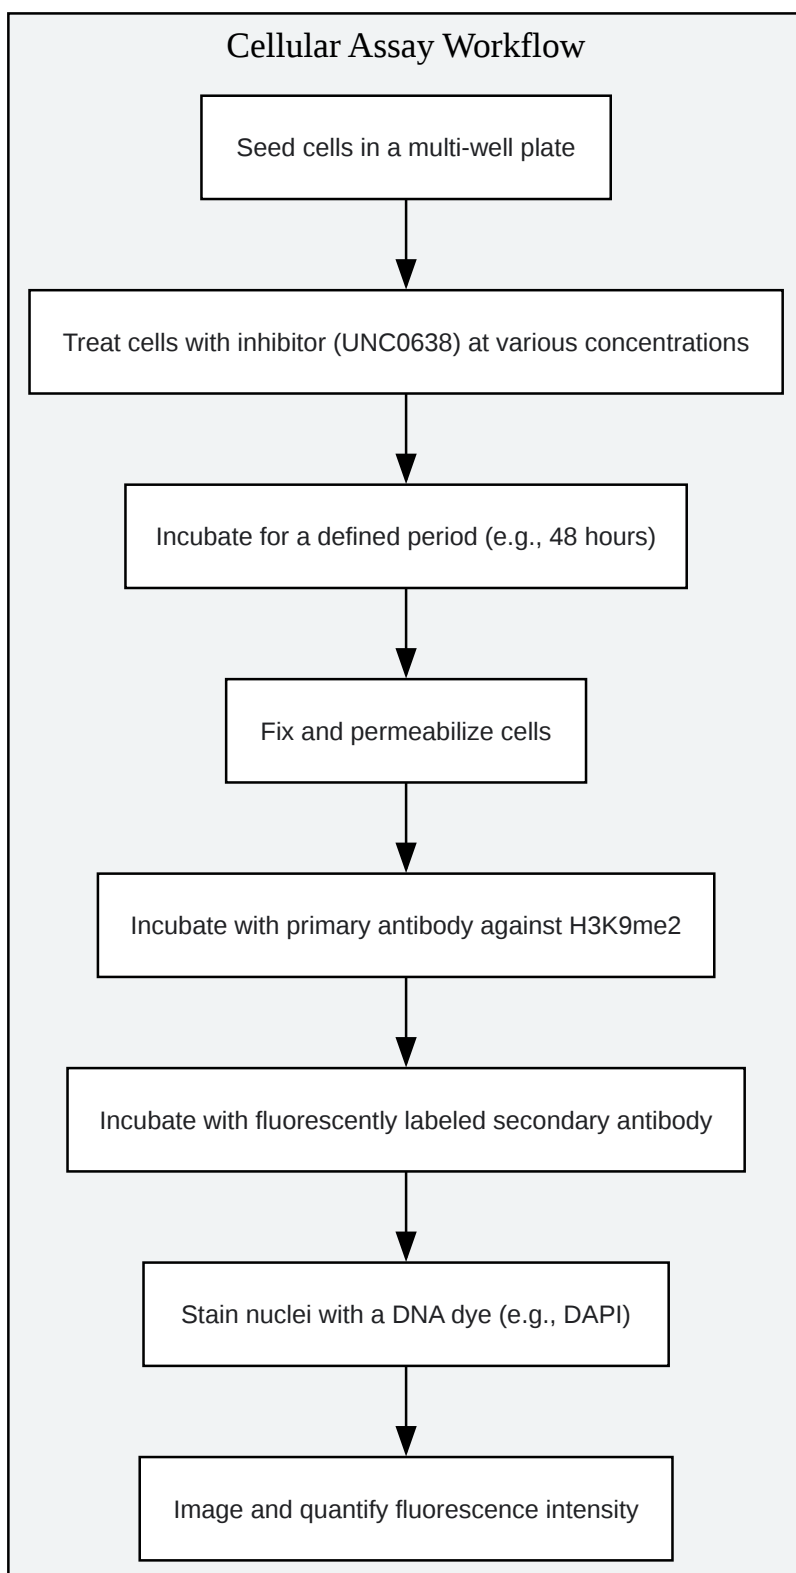 Cellular Assay Workflow
Seed cells in a multi-well plate
Treat cells with inhibitor (UNC0638) at various concentrations
Incubate for a defined period (e.g., 48 hours)
Fix and permeabilize cells
Incubate with primary antibody against H3K9me2
Incubate with fluorescently labeled secondary antibody
Stain nuclei with a DNA dye (e.g., DAPI)
Image and quantify fluorescence intensity